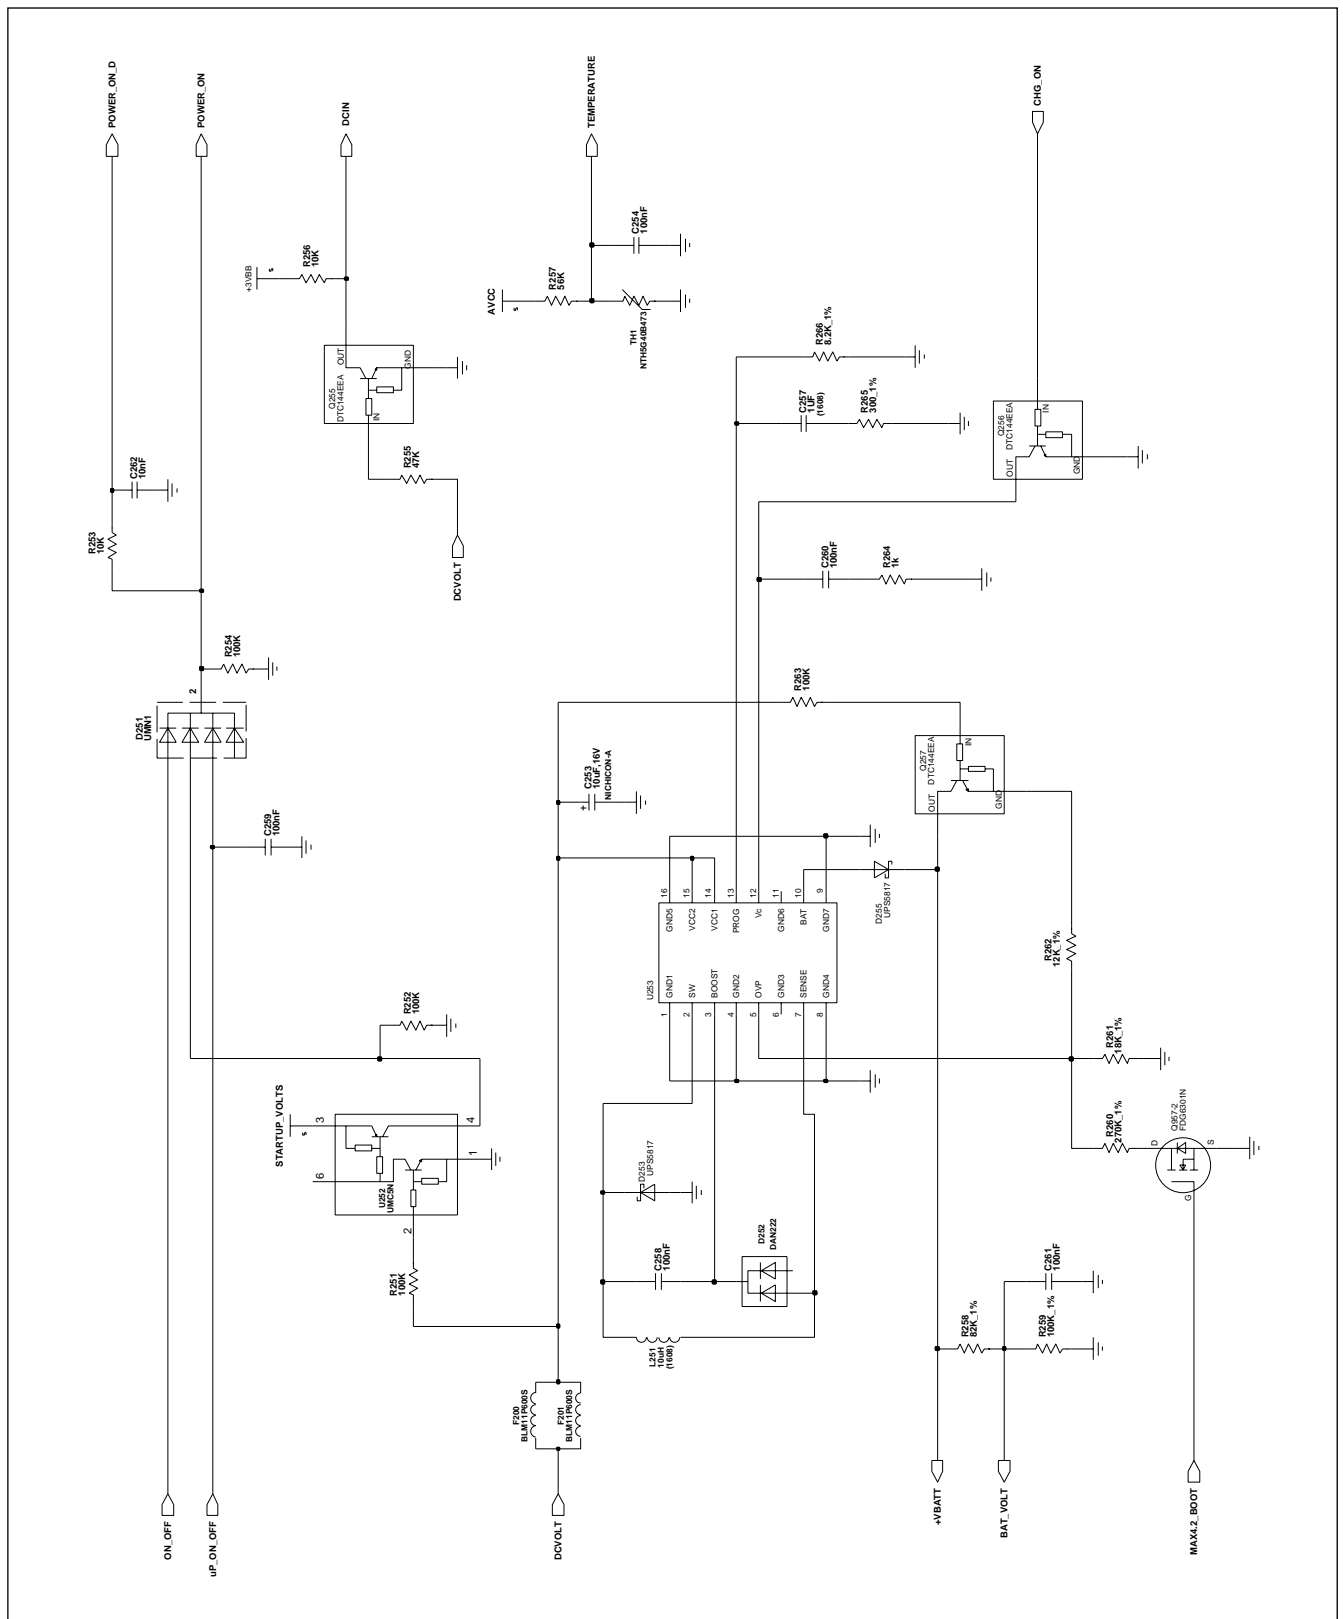 POWER_ON_D
POWER_ON
DCIN
TEMPERATURE
CHG_ON
+3VBB
s
R256
10K
C254
100nF
AVCC
s
R257
56K
TH1
NTH5G40B473
OUT
GND
IN
Q255
DTC144EEA
R255
47K
DCVOLT
C262
10nF
R253
10K
R266
8.2K_1%
C257
1UF
(1608)
R265
300_1%
Q256
DTC144EEA
IN
OUT
GND
C260
100nF
R264
1k
R254
100K
2
D251
UMN1
R263
100K
C259
100nF
+
C253
10uF,16V
NICHICON-A
Q257
DTC144EEA
IN
OUT
GND
D255
UPS5817
16
15
14
13
12
11
10
9
GND5
VCC2
VCC1
PROG
Vc
GND6
BAT
GND7
U253
GND1
SW
BOOST
GND2
OVP
GND3
SENSE
GND4
1
2
3
4
5
6
7
8
R262
12K_1%
R252
100K
R261
18K_1%
R260
270K_1%
Q957-2
FDG6301N
D
S
G
STARTUP_VOLTS
s
3
4
6
1
2
U252
UMC5N
R251
100K
D253
UPS5817
C258
100nF
D252
DAN222
L251
10uH
(1608)
C261
100nF
R258
82K_1%
R259
100K_1%
F200
BLM11P600S
F201
BLM11P600S
ON_OFF
uP_ON_OFF
DCVOLT
+VBATT
BAT_VOLT
MAX4.2_BOOT